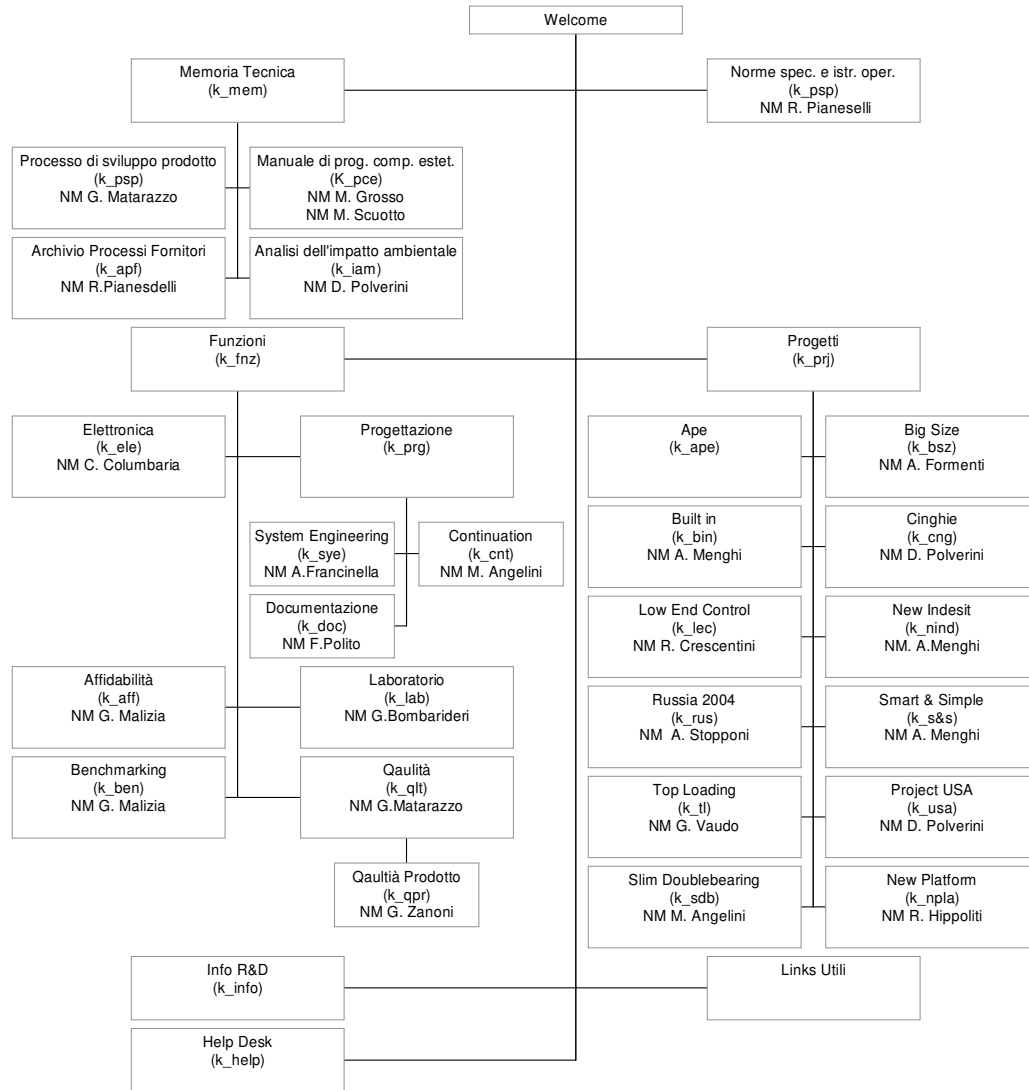 Welcome
Memoria Tecnica
(k_mem)
Norme spec. e istr. oper.
(k_psp)
NM R. Pianeselli
Processo di sviluppo prodotto
(k_psp)
NM G. Matarazzo
Manuale di prog. comp. estet.
(K_pce)
NM M. Grosso
NM M. Scuotto
Archivio Processi Fornitori
(k_apf)
NM R.Pianesdelli
Analisi dell'impatto ambientale
(k_iam)
NM D. Polverini
Funzioni
(k_fnz)
Progetti
(k_prj)
Elettronica
(k_ele)
NM C. Columbaria
Progettazione
(k_prg)
System Engineering
(k_sye)
NM A.Francinella
Continuation
(k_cnt)
NM M. Angelini
Documentazione
(k_doc)
NM F.Polito
Affidabilità
(k_aff)
NM G. Malizia
Laboratorio
(k_lab)
NM G.Bombarideri
Benchmarking
(k_ben)
NM G. Malizia
Qaulità
(k_qlt)
NM G.Matarazzo
Qaultià Prodotto
(k_qpr)
NM G. Zanoni
Ape
(k_ape)
Big Size
(k_bsz)
NM A. Formenti
Built in
(k_bin)
NM A. Menghi
Cinghie
(k_cng)
NM D. Polverini
Low End Control
(k_lec)
NM R. Crescentini
New Indesit
(k_nind)
NM. A.Menghi
Russia 2004
(k_rus)
NM  A. Stopponi
Smart & Simple
(k_s&s)
NM A. Menghi
Top Loading
(k_tl)
NM G. Vaudo
Project USA
(k_usa)
NM D. Polverini
Slim Doublebearing
(k_sdb)
NM M. Angelini
New Platform
(k_npla)
NM R. Hippoliti
Info R&D
(k_info)
Links Utili
Help Desk
(k_help)